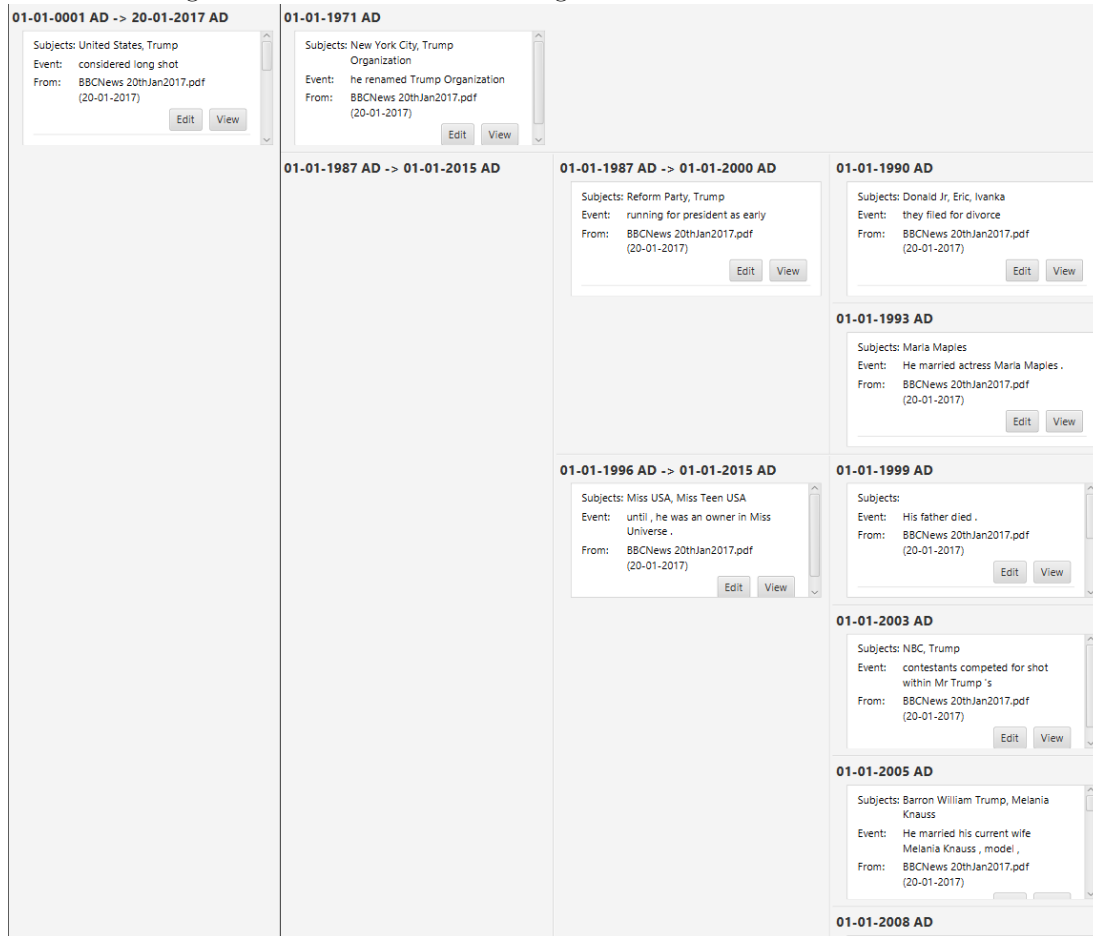 01-01-0001 AD -> 20-01-2017 AD
Subjects: United States, Trump
Event: considered long shot
From: BBCNews 20thJan2017.pdf
(20-01-2017)
Edit View
01-01-1971 AD
Subjects: New York City, Trump
Organization
Event: he renamed Trump Organization
From: BBCNews 20thJan2017.pdf
(20-01-2017)
Edit View
01-01-1987 AD -> 01-01-2015 AD
01-01-1987 AD -> 01-01-2000 AD
Subjects: Reform Party, Trump
Event: running for president as early
From: BBCNews 20thJan2017.pdf
(20-01-2017)
Edit View
01-01-1990 AD
Subjects: Donald Jr, Eric, Ivanka
Event: they filed for divorce
From: BBCNews 20thJan2017.pdf
(20-01-2017)
Edit View
01-01-1993 AD
Subjects: Marla Maples
Event: He married actress Marla Maples .
From: BBCNews 20thJan2017.pdf
(20-01-2017)
Edit View
01-01-1996 AD -> 01-01-2015 AD
Subjects: Miss USA, Miss Teen USA
Event: until , he was an owner in Miss
Universe .
From: BBCNews 20thJan2017.pdf
(20-01-2017)
Edit View
01-01-1999 AD
Subjects:
Event: His father died .
From: BBCNews 20thJan2017.pdf
(20-01-2017)
Edit View
01-01-2003 AD
Subjects: NBC, Trump
Event: contestants competed for shot
within Mr Trump 's
From: BBCNews 20thJan2017.pdf
(20-01-2017)
Edit View
01-01-2005 AD
Subjects: Barron William Trump, Melania
Knauss
Event: He married his current wife
Melania Knauss , model ,
From: BBCNews 20thJan2017.pdf
(20-01-2017)
01-01-2008 AD